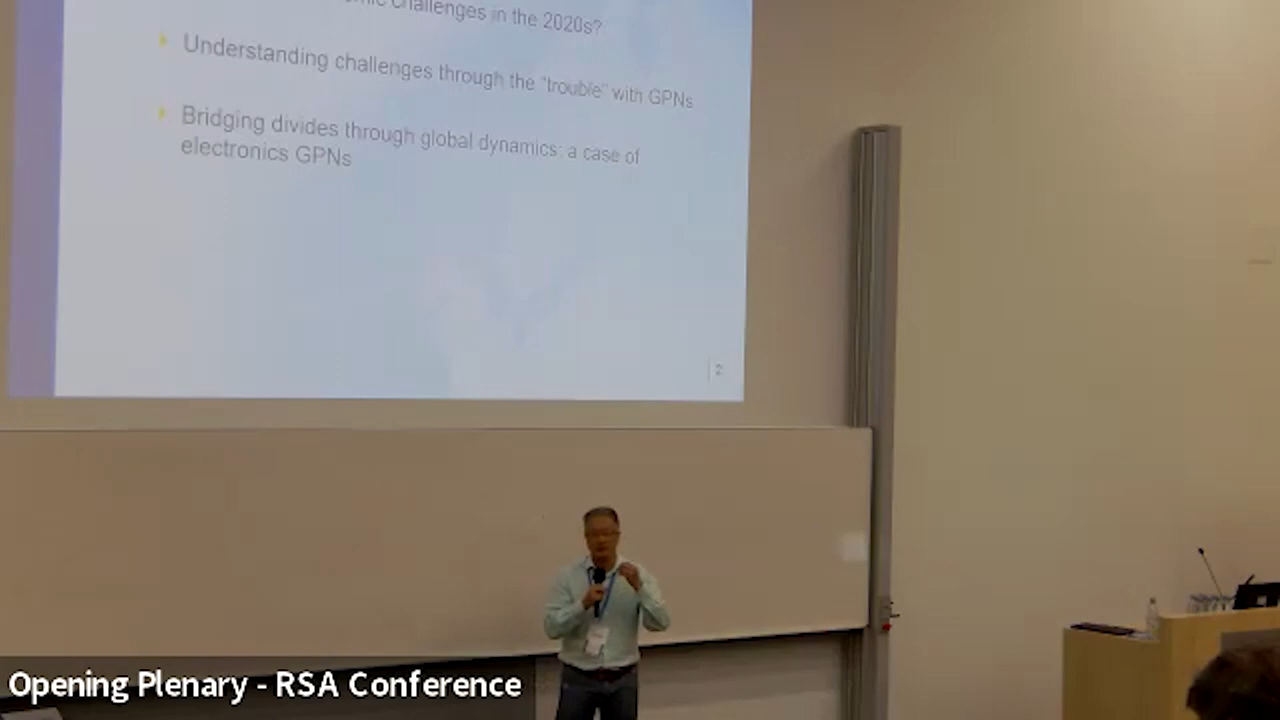 challenges in the 2020s?
Understanding challenges through the "trouble" with GPNs
Bridging divides through global dynamics: a case of
electronics GPNs
2
Opening Plenary - RSA Conference